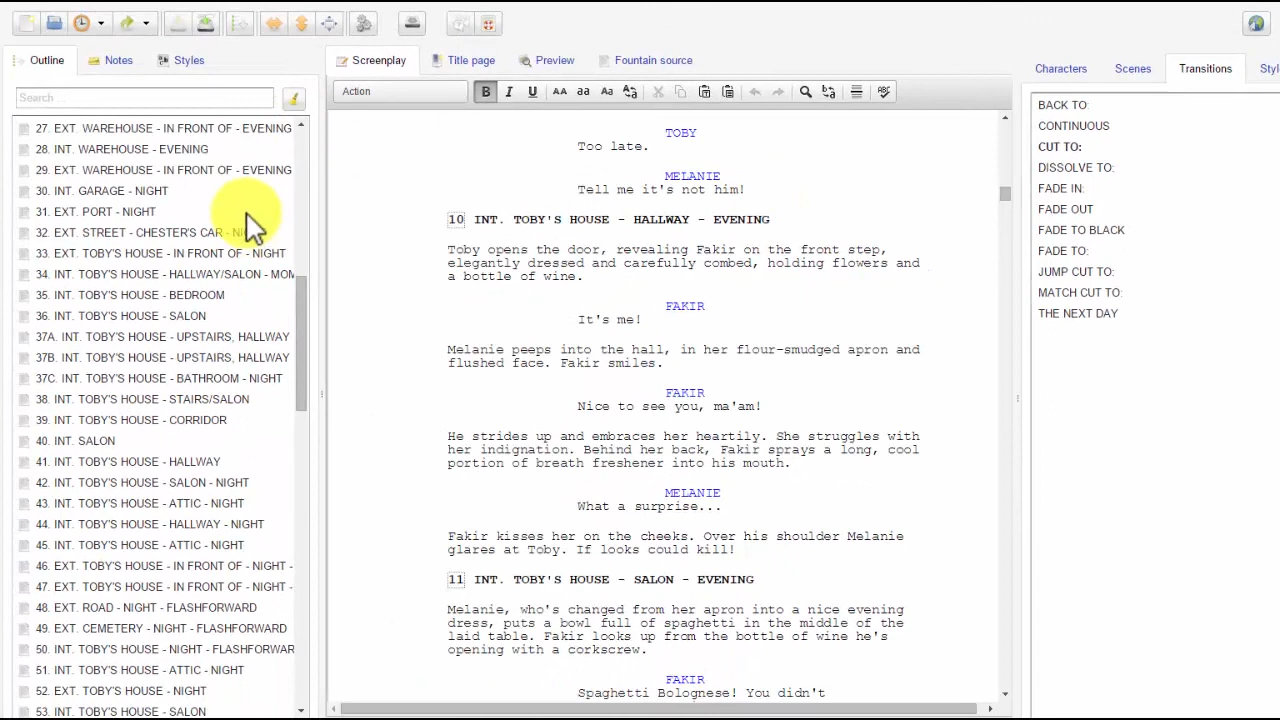 Outline
Notes
Styles
Search ...
27. EXT. WAREHOUSE - IN FRONT OF - EVENING
28. INT. WAREHOUSE - EVENING
29. EXT. WAREHOUSE - IN FRONT OF - EVENING
30. INT. GARAGE - NIGHT
31. EXT. PORT - NIGHT
32. EXT. STREET - CHESTER'S CAR -
33. EXT. TOBY'S HOUSE - IN FRONT OF - NIGHT
34. INT. TOBY'S HOUSE - HALLWAY/SALON - MOM
35. INT. TOBY'S HOUSE - BEDROOM
36. INT. TOBY'S HOUSE - SALON
37A. INT. TOBY'S HOUSE - UPSTAIRS, HALLWAY
37B. INT. TOBY'S HOUSE - UPSTAIRS, HALLWAY
37C. INT. TOBY'S HOUSE - BATHROOM - NIGHT
38. INT. TOBY'S HOUSE - STAIRS/SALON
39. INT. TOBY'S HOUSE - CORRIDOR
40. INT. SALON
41. INT. TOBY'S HOUSE - HALLWAY
42. INT. TOBY'S HOUSE - SALON - NIGHT
43. INT. TOBY'S HOUSE - ATTIC - NIGHT
44. INT. TOBY'S HOUSE - HALLWAY - NIGHT
45. INT. TOBY'S HOUSE - ATTIC - NIGHT
46. EXT. TOBY'S HOUSE - IN FRONT OF - NIGHT -
47. EXT. TOBY'S HOUSE - IN FRONT OF - NIGHT -
48. EXT. ROAD - NIGHT - FLASHFORWARD
49. EXT. CEMETERY - NIGHT - FLASHFORWARD
50. INT. TOBY'S HOUSE - NIGHT - FLASHFORWAR
51. INT. TOBY'S HOUSE - ATTIC - NIGHT
52. EXT. TOBY'S HOUSE - NIGHT
53. INT. TOBY'S HOUSE - SALON
Screenplay
Title page
Preview
Fountain source
Action
B I U AA aa Aa
TOBY
Too late.
MELANIE
Tell me it's not him!
10 INT. TOBY'S HOUSE - HALLWAY - EVENING
Toby opens the door, revealing Fakir on the front step,
elegantly dressed and carefully combed, holding flowers and
a bottle of wine.
FAKIR
It's me!
Melanie peeps into the hall, in her flour-smudged apron and
flushed face. Fakir smiles.
FAKIR
Nice to see you, ma'am!
He strides up and embraces her heartily. She struggles with
her indignation. Behind her back, Fakir sprays a long, cool
portion of breath freshener into his mouth.
MELANIE
What a surprise...
Fakir kisses her on the cheeks. Over his shoulder Melanie
glares at Toby. If looks could kill!
11 INT. TOBY'S HOUSE - SALON - EVENING
Melanie, who's changed from her apron into a nice evening
dress, puts a bowl full of spaghetti in the middle of the
laid table. Fakir looks up from the bottle of wine he's
opening with a corkscrew.
FAKIR
Spaghetti Bolognese! You didn't
Characters
Scenes
Transitions
Styl
BACK TO:
CONTINUOUS
CUT TO:
DISSOLVE TO:
FADE IN:
FADE OUT
FADE TO BLACK
FADE TO:
JUMP CUT TO:
MATCH CUT TO:
THE NEXT DAY